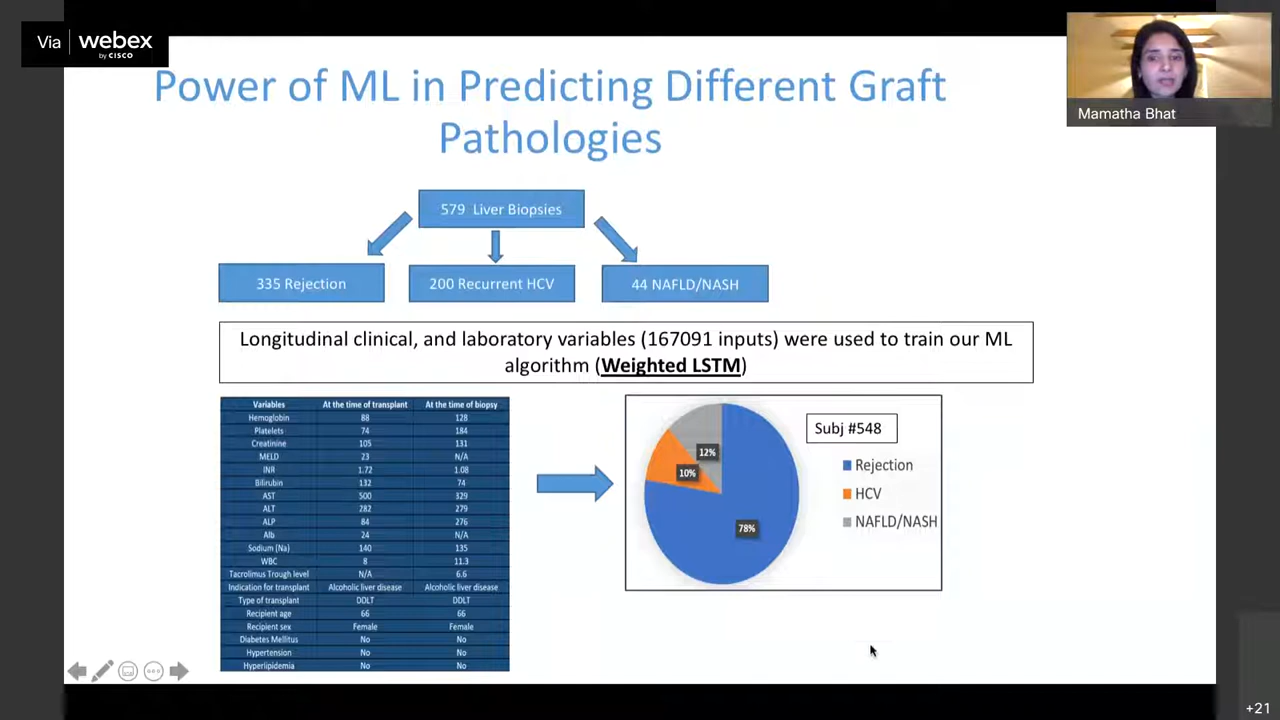 Via webex
by CISCO
Mamatha Bhat
Power of ML in Predicting Different Graft
Pathologies
579 Liver Biopsies
335 Rejection
200 Recurrent HCV
44 NAFLD/NASH
Longitudinal clinical, and laboratory variables (167091 inputs) were used to train our ML
algorithm (Weighted LSTM)
Variables At the time of transplant At the time of biopsy
Hemoglobin 88 128
Platelets 74 184
Creatinine 105 131
MELD 23 N/A
INR 1.72 1.08
Bilirubin 132 74
AST 500 329
ALT 282 279
ALP 84 276
Alb 24 N/A
Sodium (Na) 140 135
WBC 8 11.3
Tacrolimus Trough level N/A 6.6
Indication for transplant Alcoholic liver disease Alcoholic liver disease
Type of transplant DDLT DDLT
Recipient age 66 66
Recipient sex Female Female
Diabetes Mellitus No No
Hypertension No No
Hyperlipidemia No No
Subj #548
12%
10%
78%
Rejection
HCV
NAFLD/NASH
+21